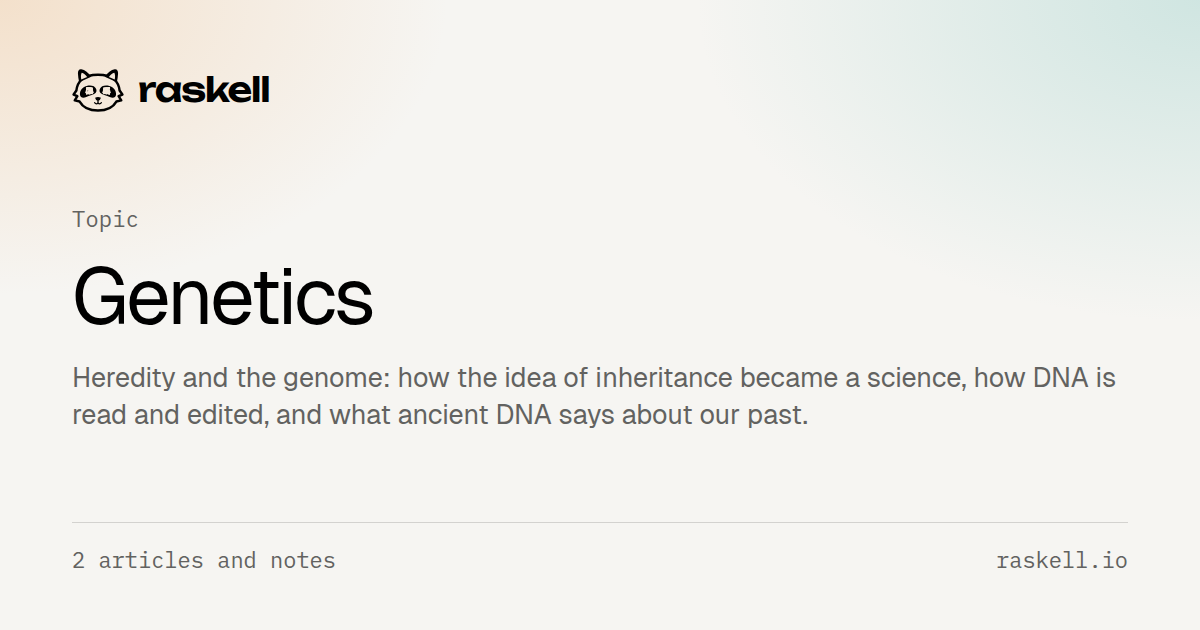 raskell
Topic
Genetics
Heredity and the genome: how the idea of inheritance became a science, how DNA is
read and edited, and what ancient DNA says about our past.
2 articles and notes
raskell.io